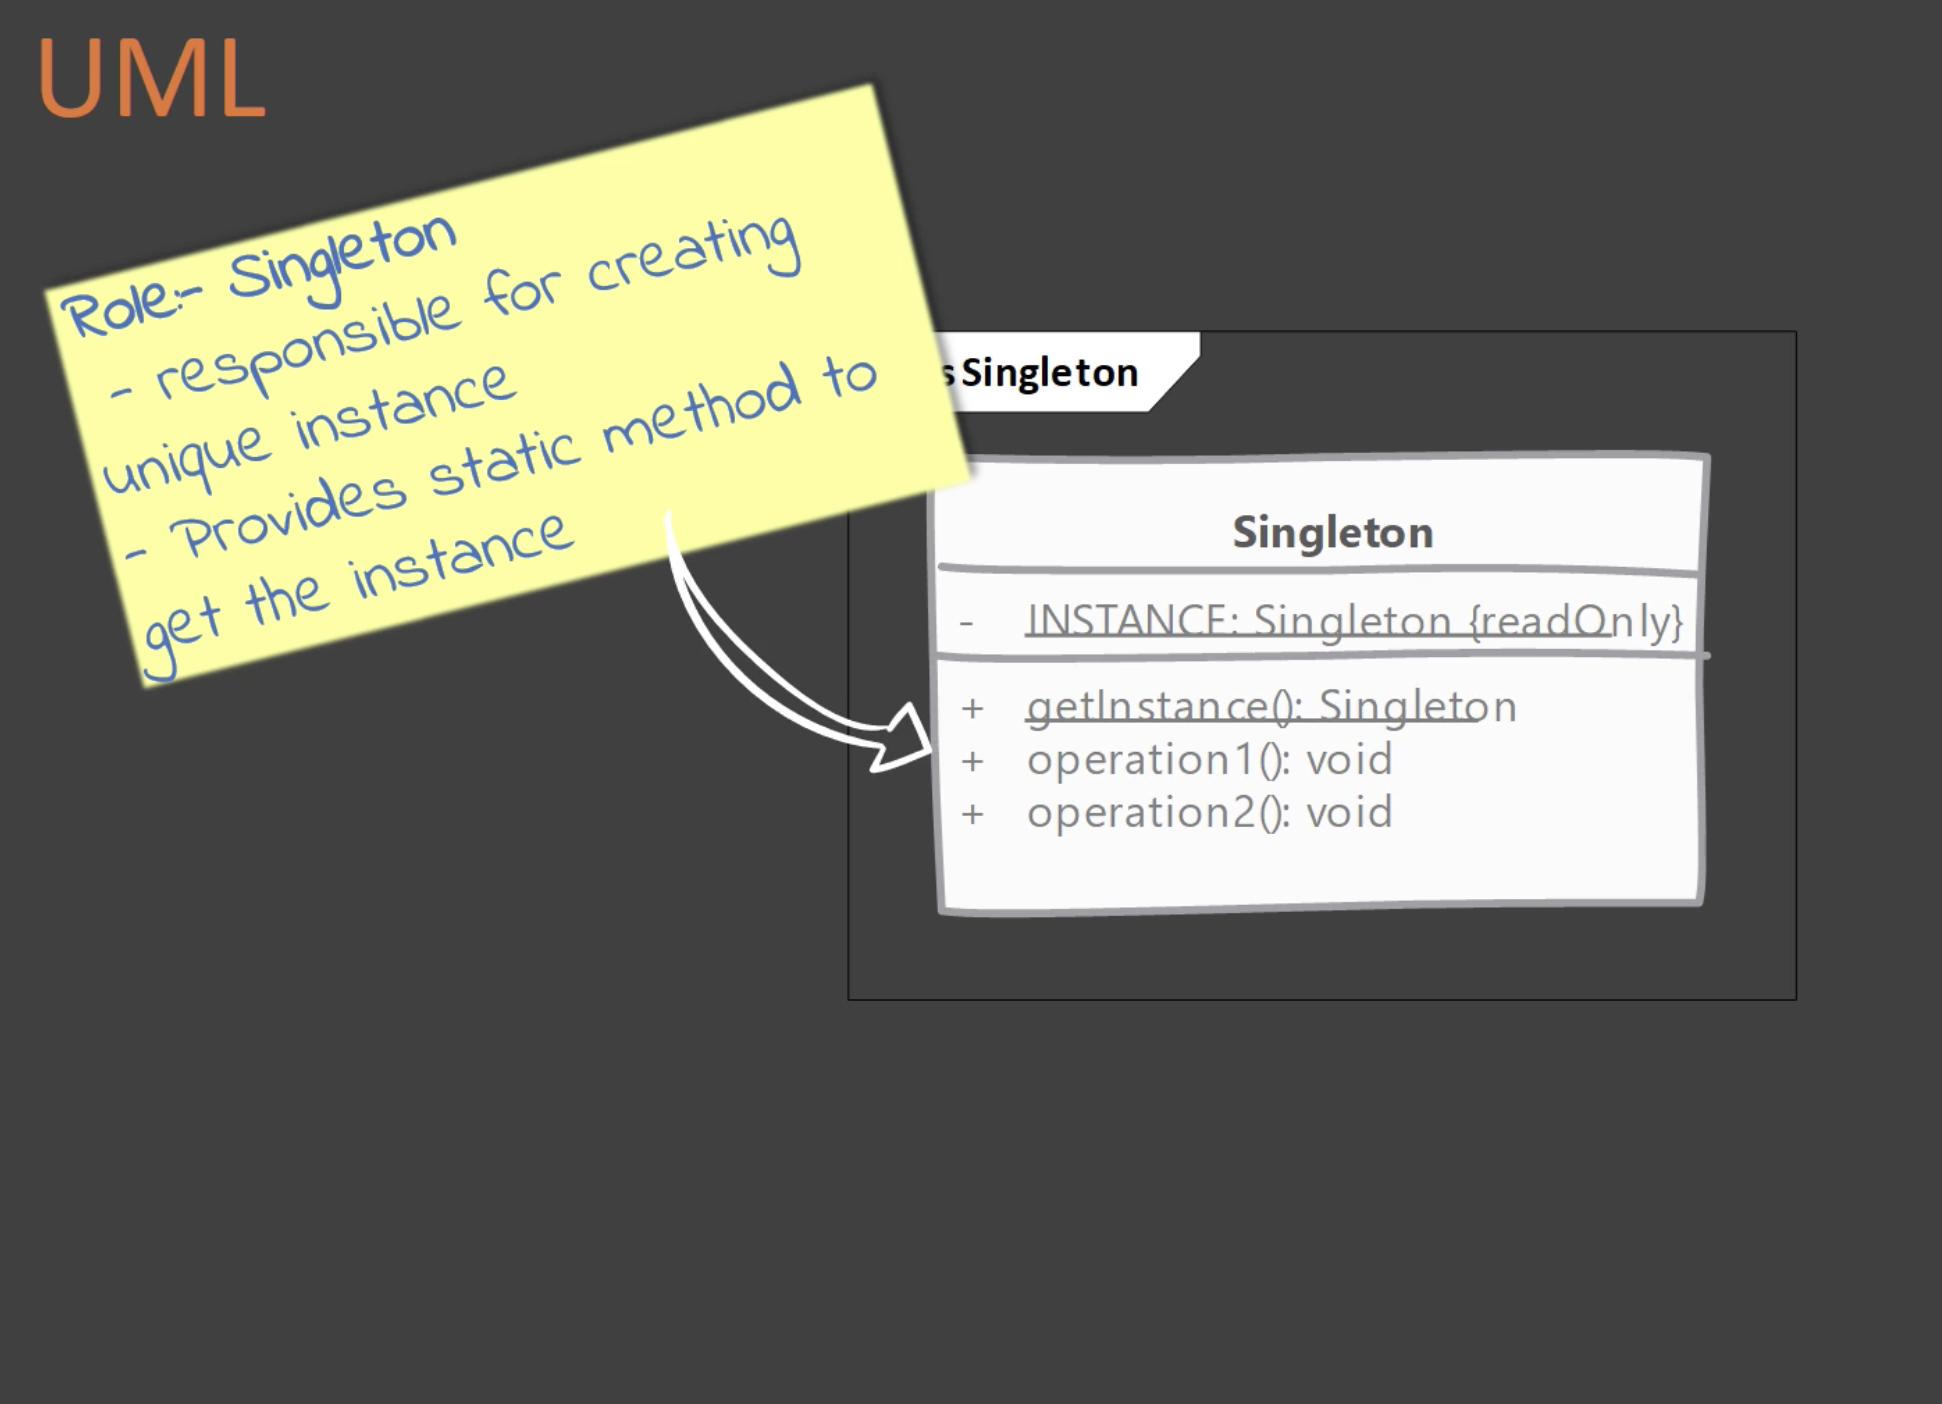 UML
Role:- Singleton
- responsible for creating
unique instance
- Provides static method to
get the instance
s Singleton
Singleton
- INSTANCE: Singleton {readOnly}
+ getInstance(): Singleton
+ operation1(): void
+ operation2(): void